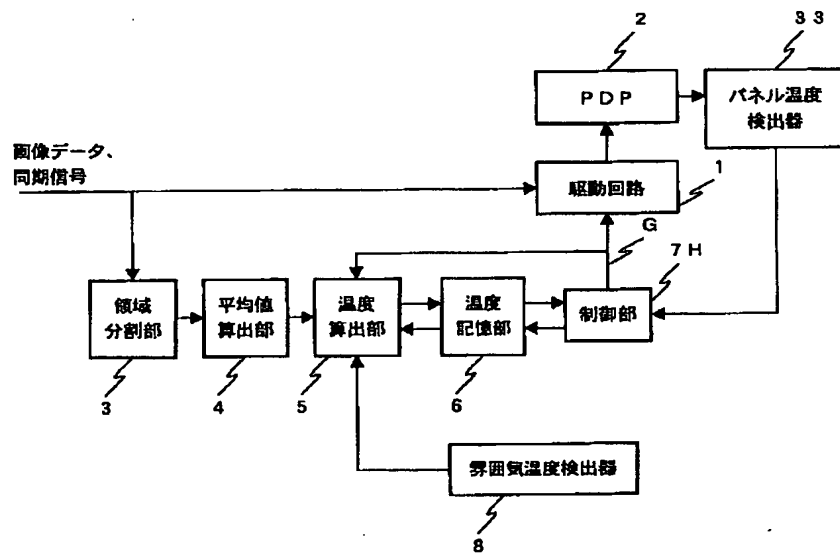 2
33
PDP
パネル温度
検出器
画像データ、
同期信号
駆動回路
1
G
7H
領域
分割部
平均値
算出部
温度
算出部
温度
記憶部
制御部
3
4
5
6
雰囲気温度検出器
8